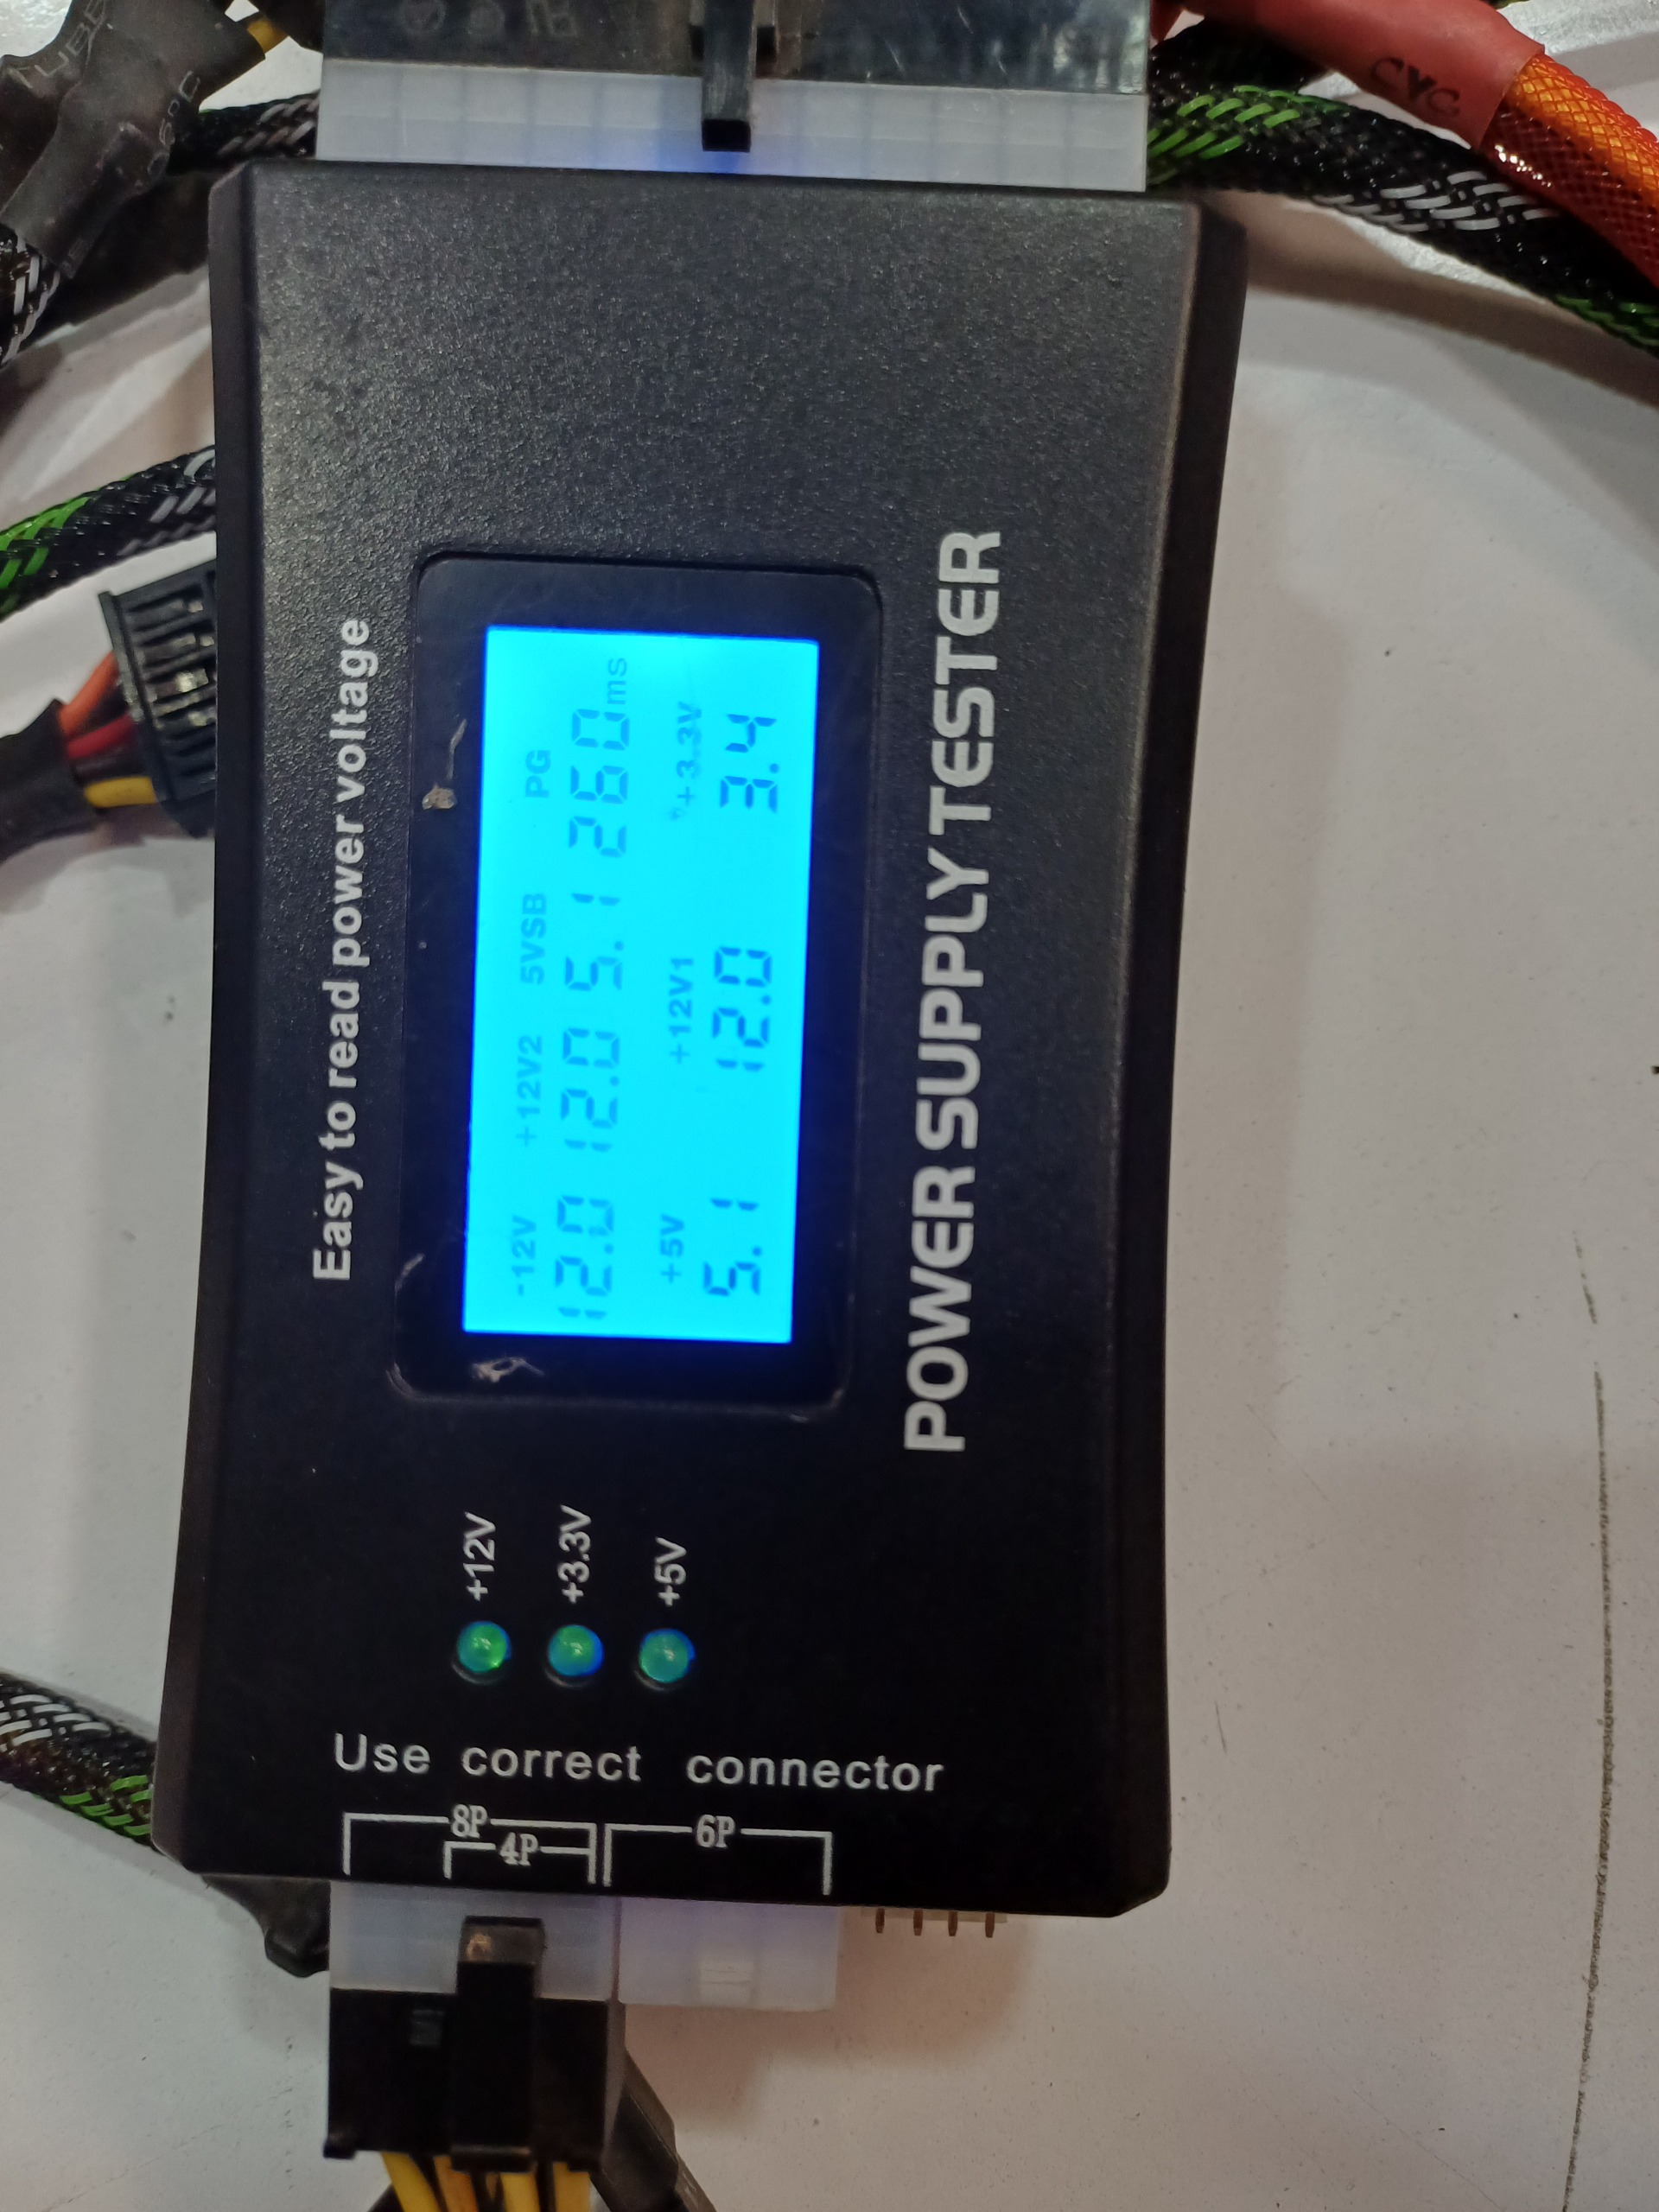 Easy to read power voltage
-12V +12V2 5VSB PG
12.0 12.0 5.1 260ms
+5V +12V1 +3.3V
5.1 12.0 3.4
POWER SUPPLY TESTER
+12V
+3.3V
+5V
Use correct connector
8P
4P
6P